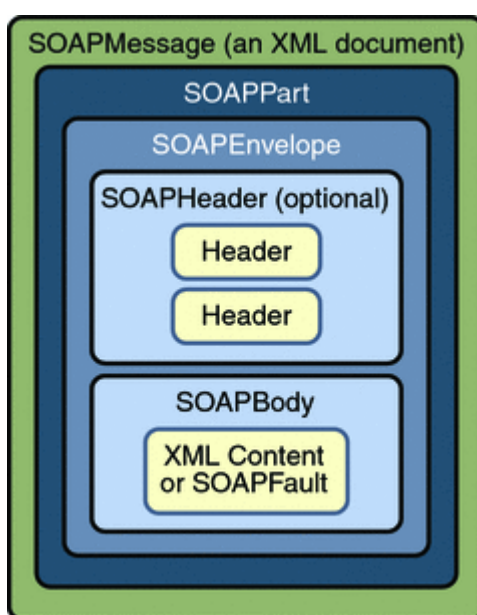 SOAPMessage (an XML document)
SOAPPart
SOAPEnvelope
SOAPHeader (optional)
Header
Header
SOAPBody
XML Content
or SOAPFault